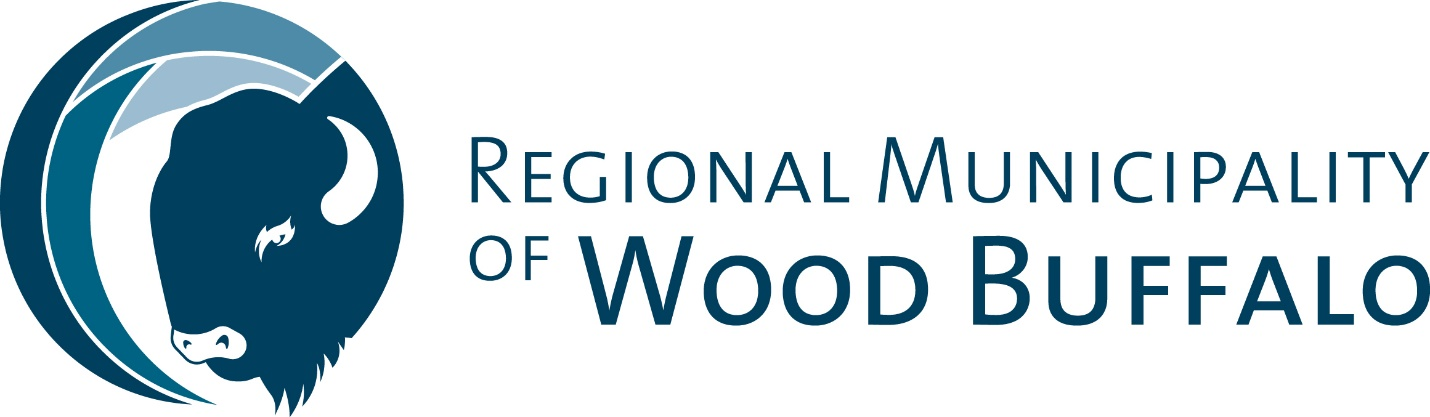 REGIONAL MUNICIPALITY
OF WOOD BUFFALO